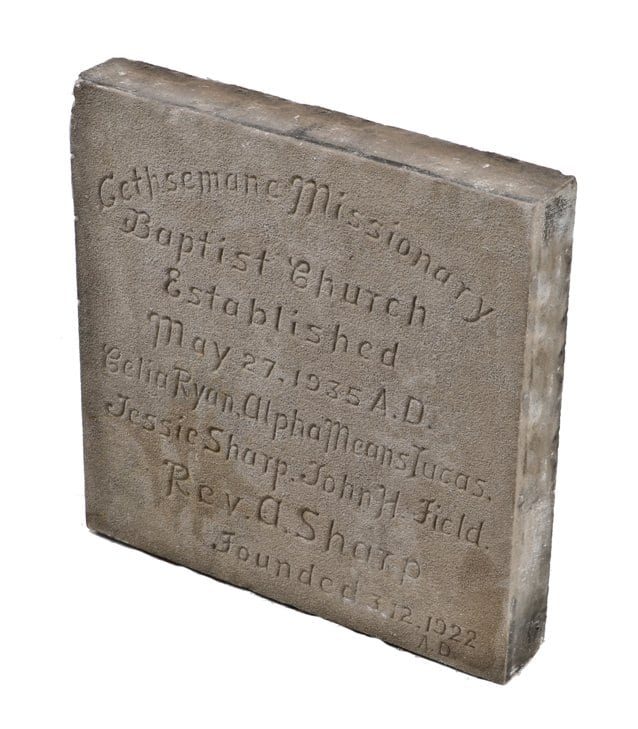 Gethsemane Missionary
Baptist Church
Established
May 27, 1935 A.D.
Celia Ryan, Alpha Means Lucas.
Jessie Sharp. John H. Field.
Rev. A. Sharp
Founded 3.12.1922
A.D